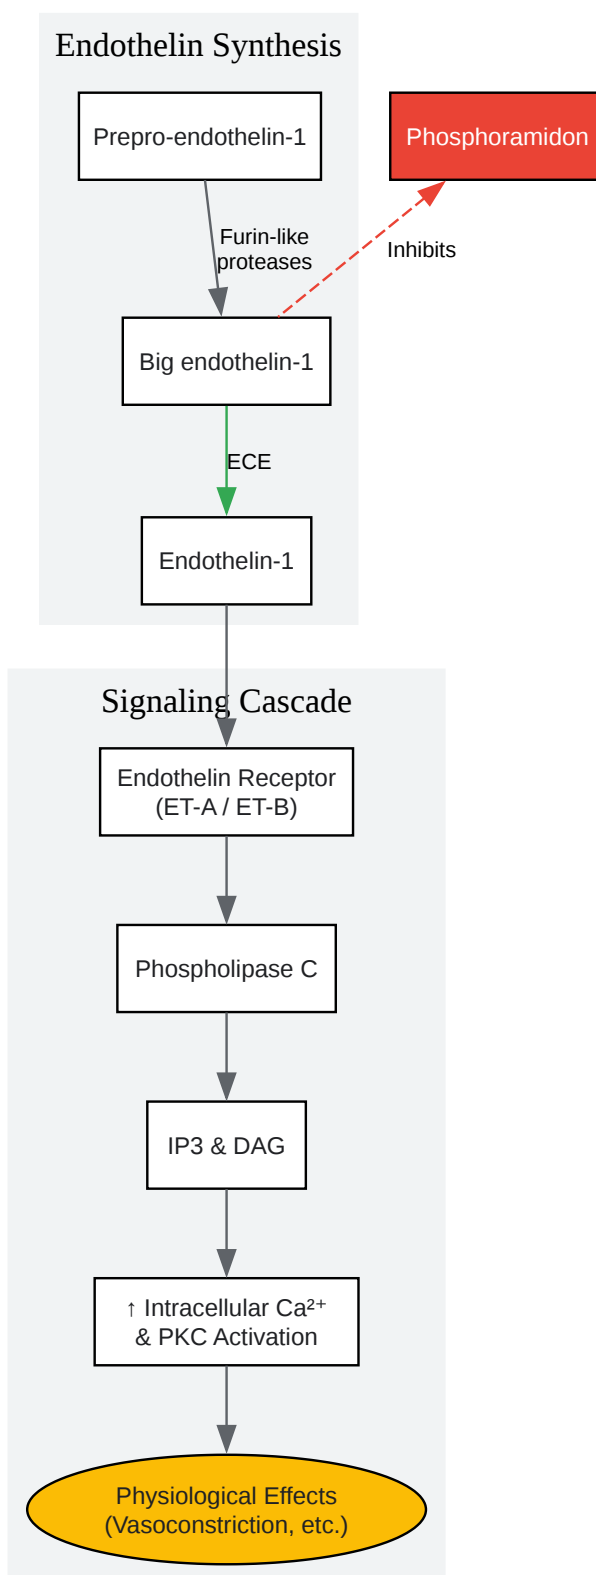 Endothelin Synthesis
Prepro-endothelin-1
Phosphoramidon
Furin-like
proteases
Inhibits
Big endothelin-1
ECE
Endothelin-1
Signaling Cascade
Endothelin Receptor
(ET-A / ET-B)
Phospholipase C
IP3 & DAG
↑ Intracellular Ca²⁺
& PKC Activation
Physiological Effects
(Vasoconstriction, etc.)